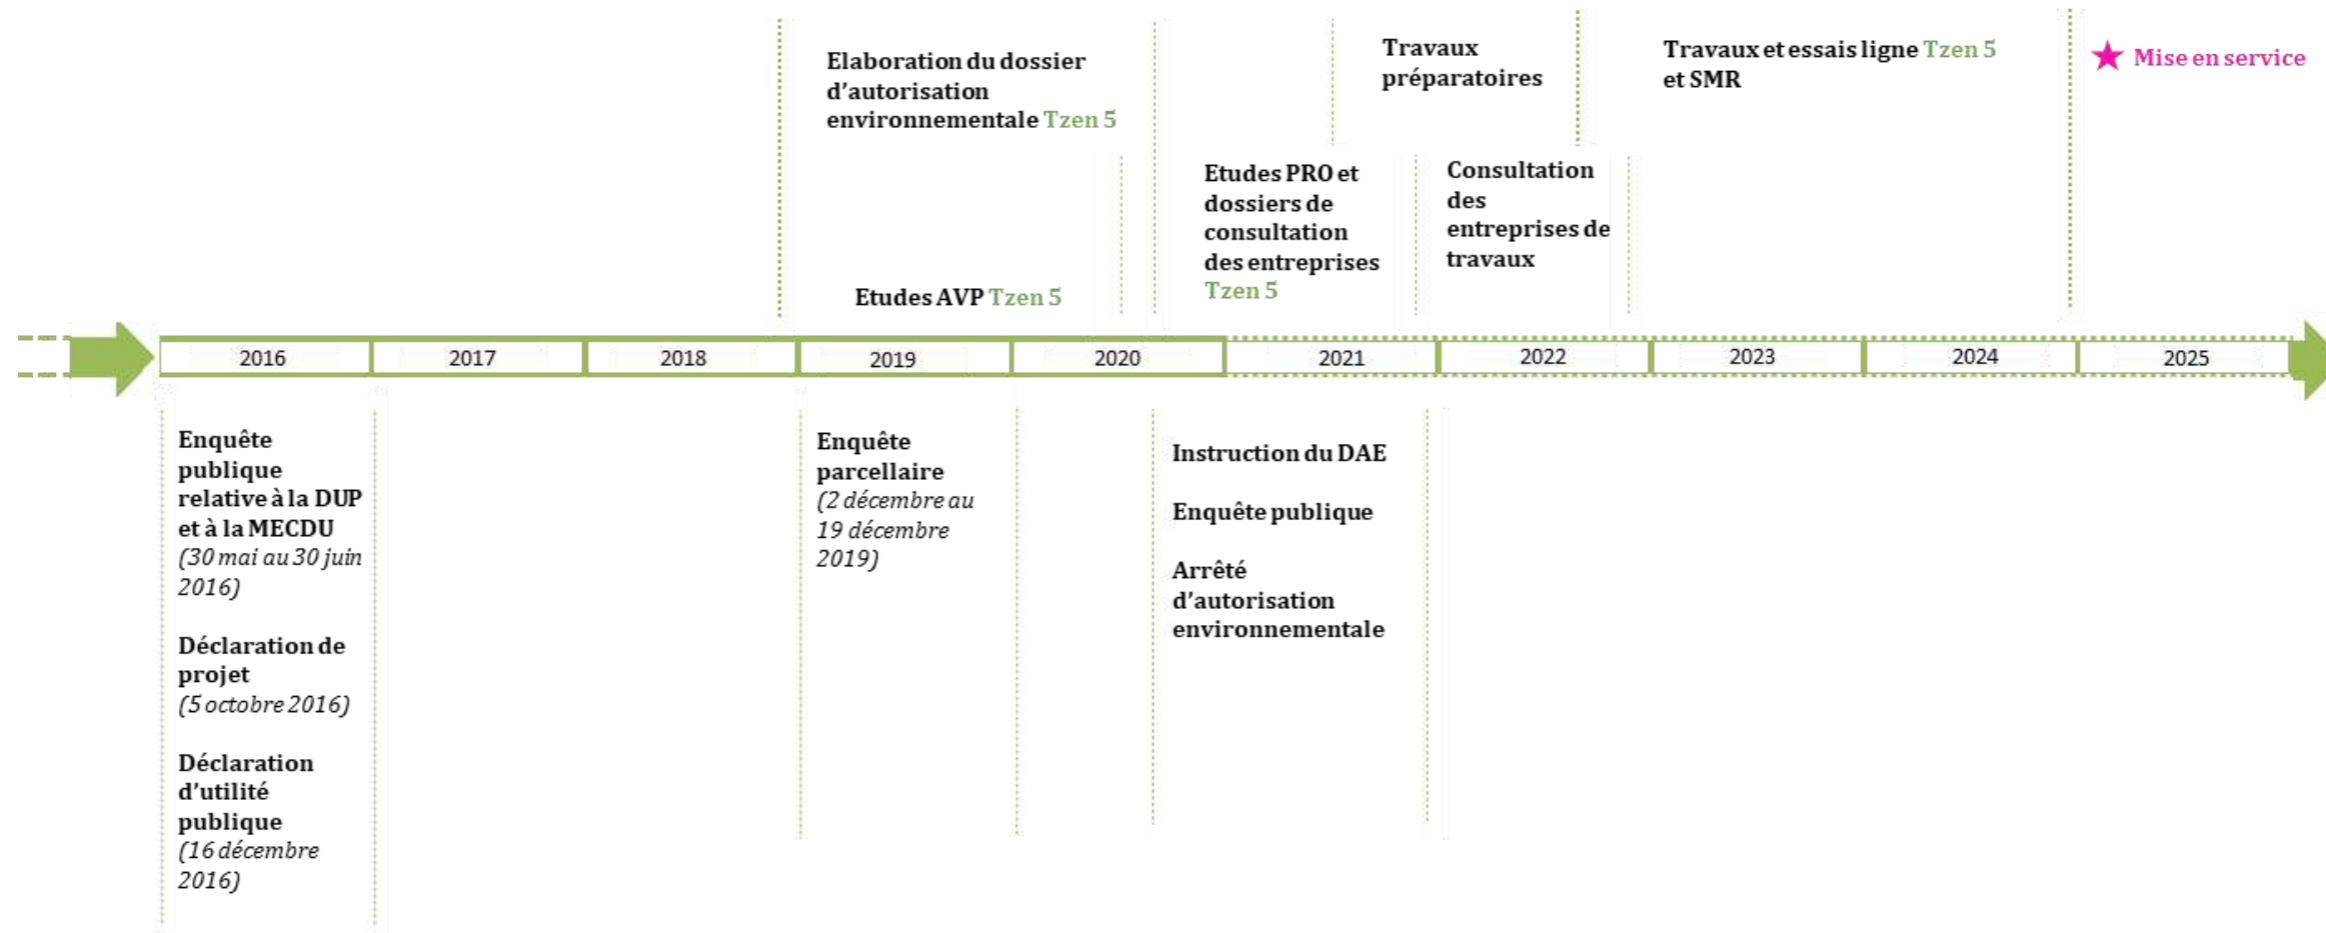 Elaboration du dossier
d'autorisation
environnementale Tzen 5
Etudes AVP Tzen 5
Etudes PRO et
dossiers de
consultation
des entreprises
Tzen 5
Travaux
préparatoires
Consultation
des
entreprises de
travaux
Travaux et essais ligne Tzen 5
et SMR
Mise en service
2016
2017
2018
2019
2020
2021
2022
2023
2024
2025
Enquête
publique
relative à la DUP
et à la MECDU
(30 mai au 30 juin
2016)
Déclaration de
projet
(5 octobre 2016)
Déclaration
d'utilité
publique
(16 décembre
2016)
Enquête
parcellaire
(2 décembre au
19 décembre
2019)
Instruction du DAE
Enquête publique
Arrêté
d'autorisation
environnementale